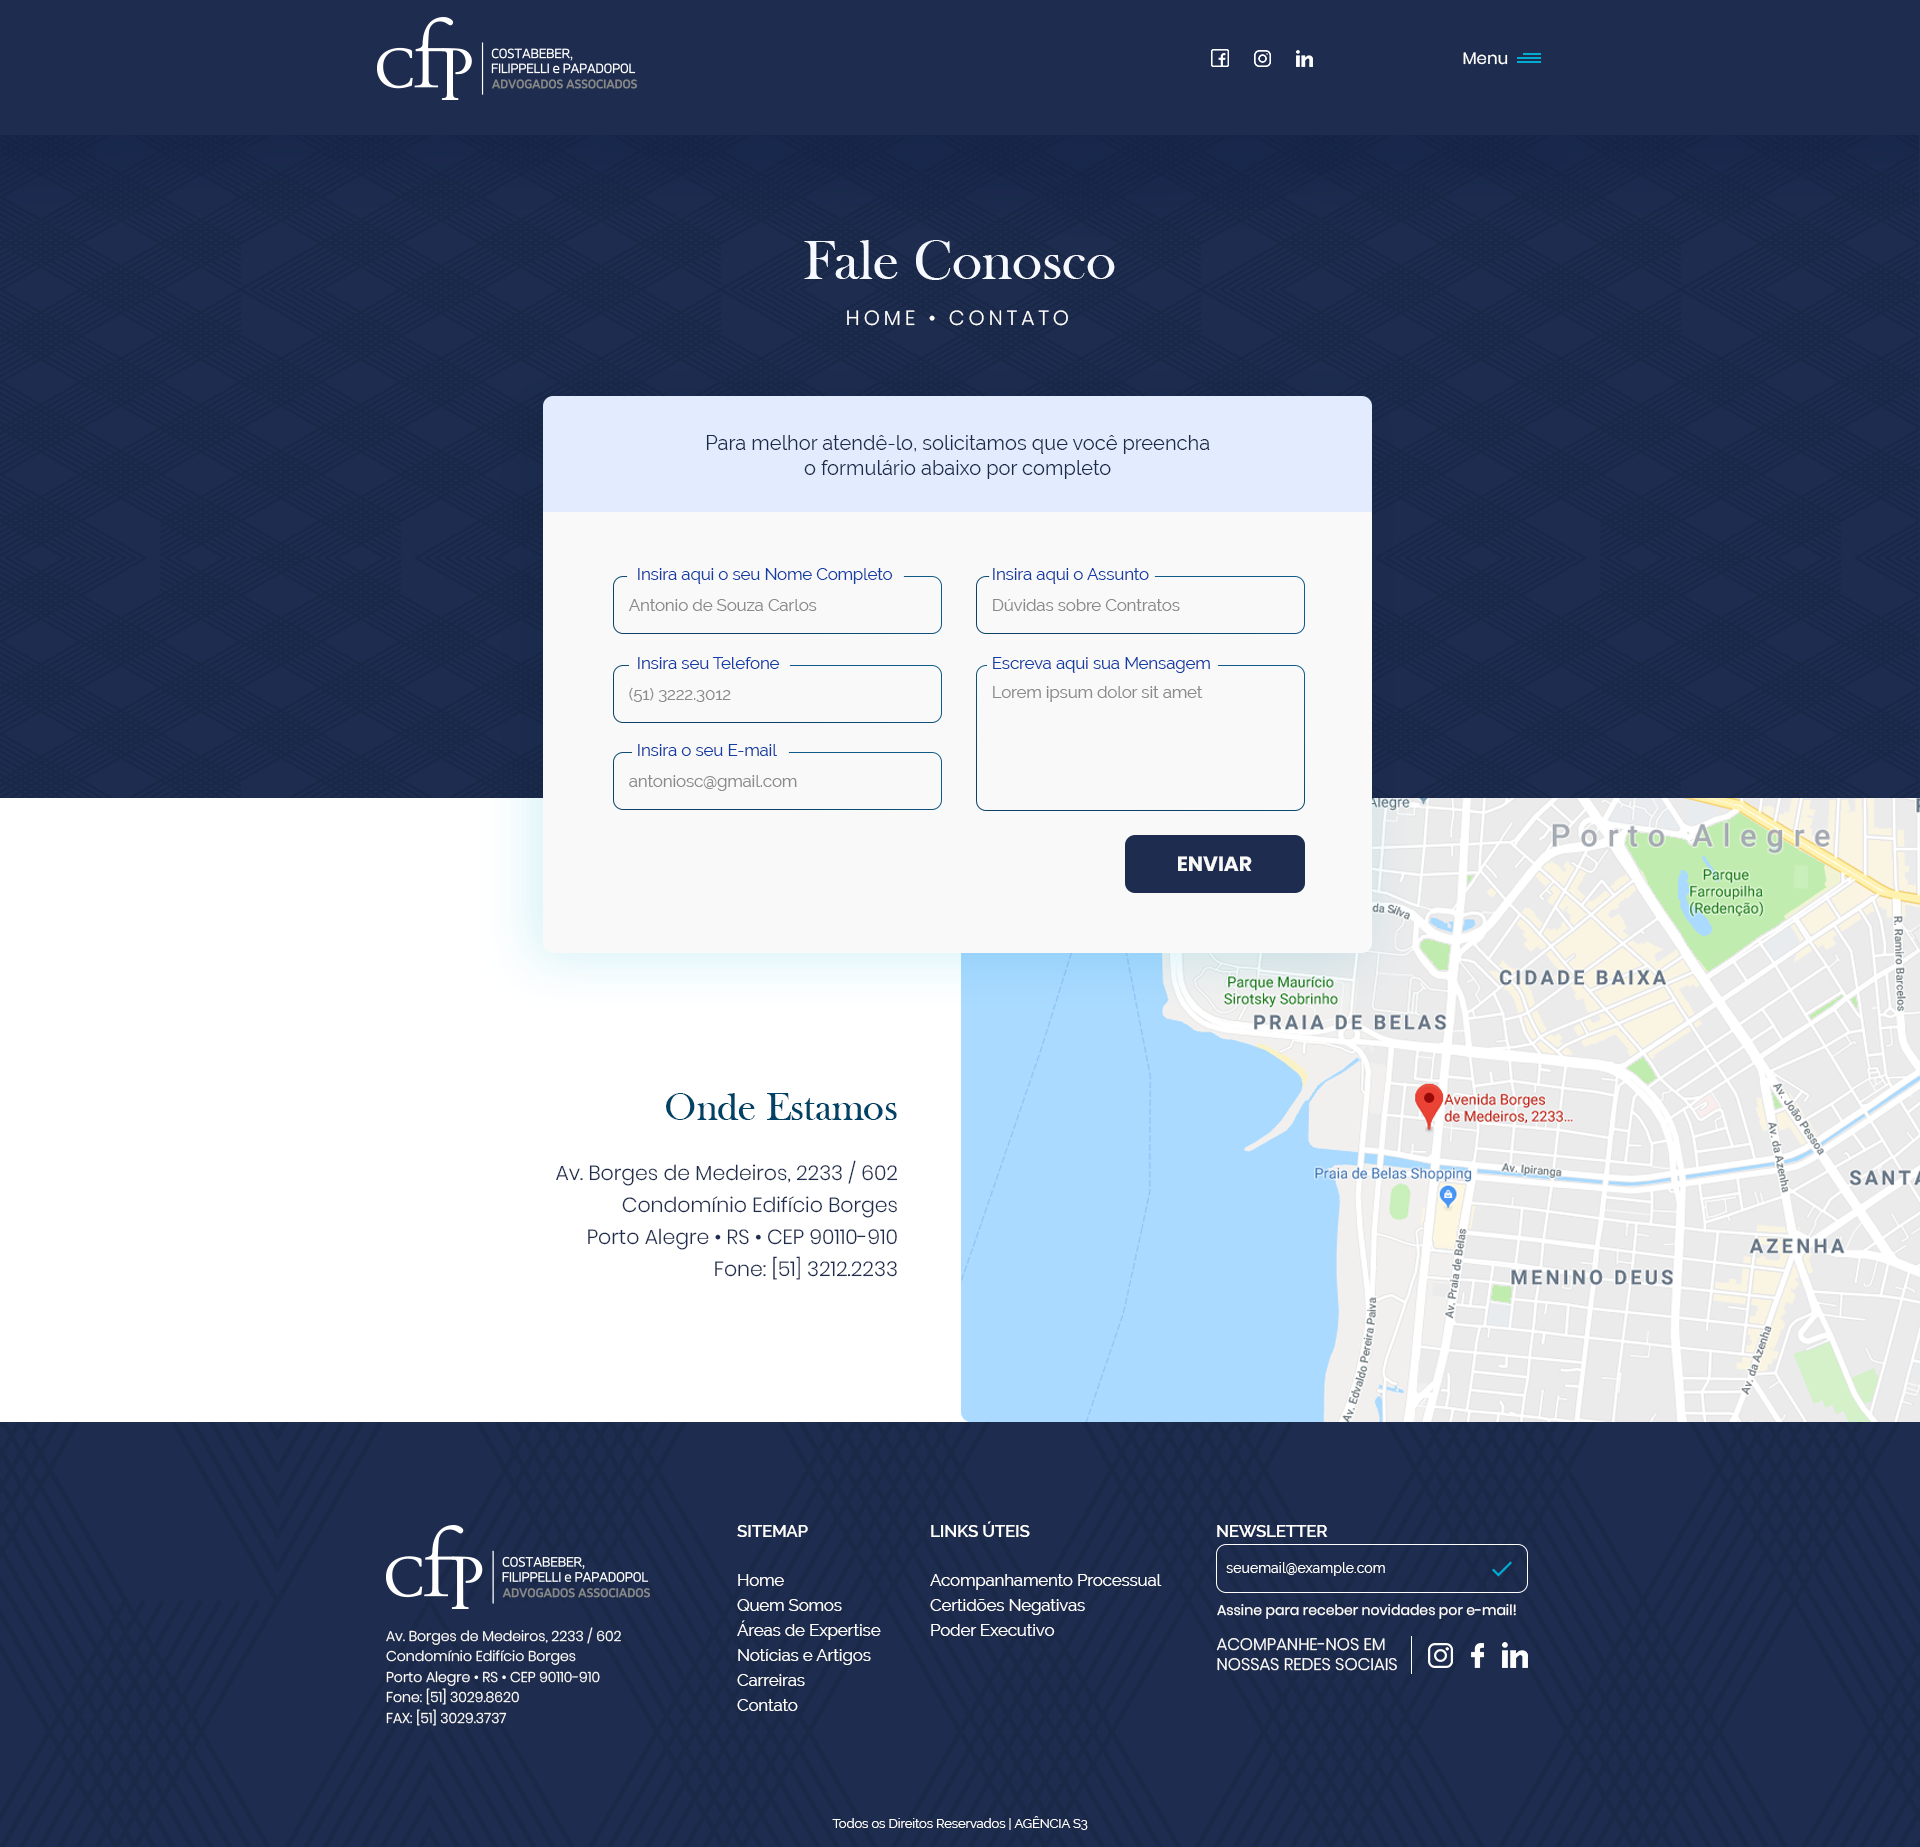 cfp
COSTABEBER,
FILIPPELLI e PAPADOPOL
ADVOGADOS ASSOCIADOS
Menu
Fale Conosco
HOME • CONTATO
Para melhor atendê-lo, solicitamos que você preencha
o formulário abaixo por completo
Insira aqui o seu Nome Completo
Antonio de Souza Carlos
Insira aqui o Assunto
Dúvidas sobre Contratos
Insira seu Telefone
(51) 3222.3012
Escreva aqui sua Mensagem
Lorem ipsum dolor sit amet
Insira o seu E-mail
antoniosc@gmail.com
ENVIAR
Alegre
Porto Alegre
Parque
Farroupilha
(Redenção)
da Silva
R. Ramiro Barcelos
CIDADE BAIXA
Parque Maurício
Sirotsky Sobrinho
PRAIA DE BELAS
Avenida Borges
de Medeiros, 2233...
Av. João Pessoa
Av. da Azenha
Praia de Belas Shopping
Av. Ipiranga
SANTA
AZENHA
MENINO DEUS
Av. Praia de Belas
Av. Edvaldo Pereira Paiva
Av. da Azenha
Onde Estamos
Av. Borges de Medeiros, 2233 / 602
Condomínio Edifício Borges
Porto Alegre • RS • CEP 90110-910
Fone: [51] 3212.2233
cfp
COSTABEBER,
FILIPPELLI e PAPADOPOL
ADVOGADOS ASSOCIADOS
Av. Borges de Medeiros, 2233 / 602
Condomínio Edifício Borges
Porto Alegre • RS • CEP 90110-910
Fone: [51] 3029.8620
FAX: [51] 3029.3737
SITEMAP
Home
Quem Somos
Áreas de Expertise
Notícias e Artigos
Carreiras
Contato
LINKS ÚTEIS
Acompanhamento Processual
Certidões Negativas
Poder Executivo
NEWSLETTER
seuemail@example.com
Assine para receber novidades por e-mail!
ACOMPANHE-NOS EM
NOSSAS REDES SOCIAIS
Todos os Direitos Reservados | AGÊNCIA S3